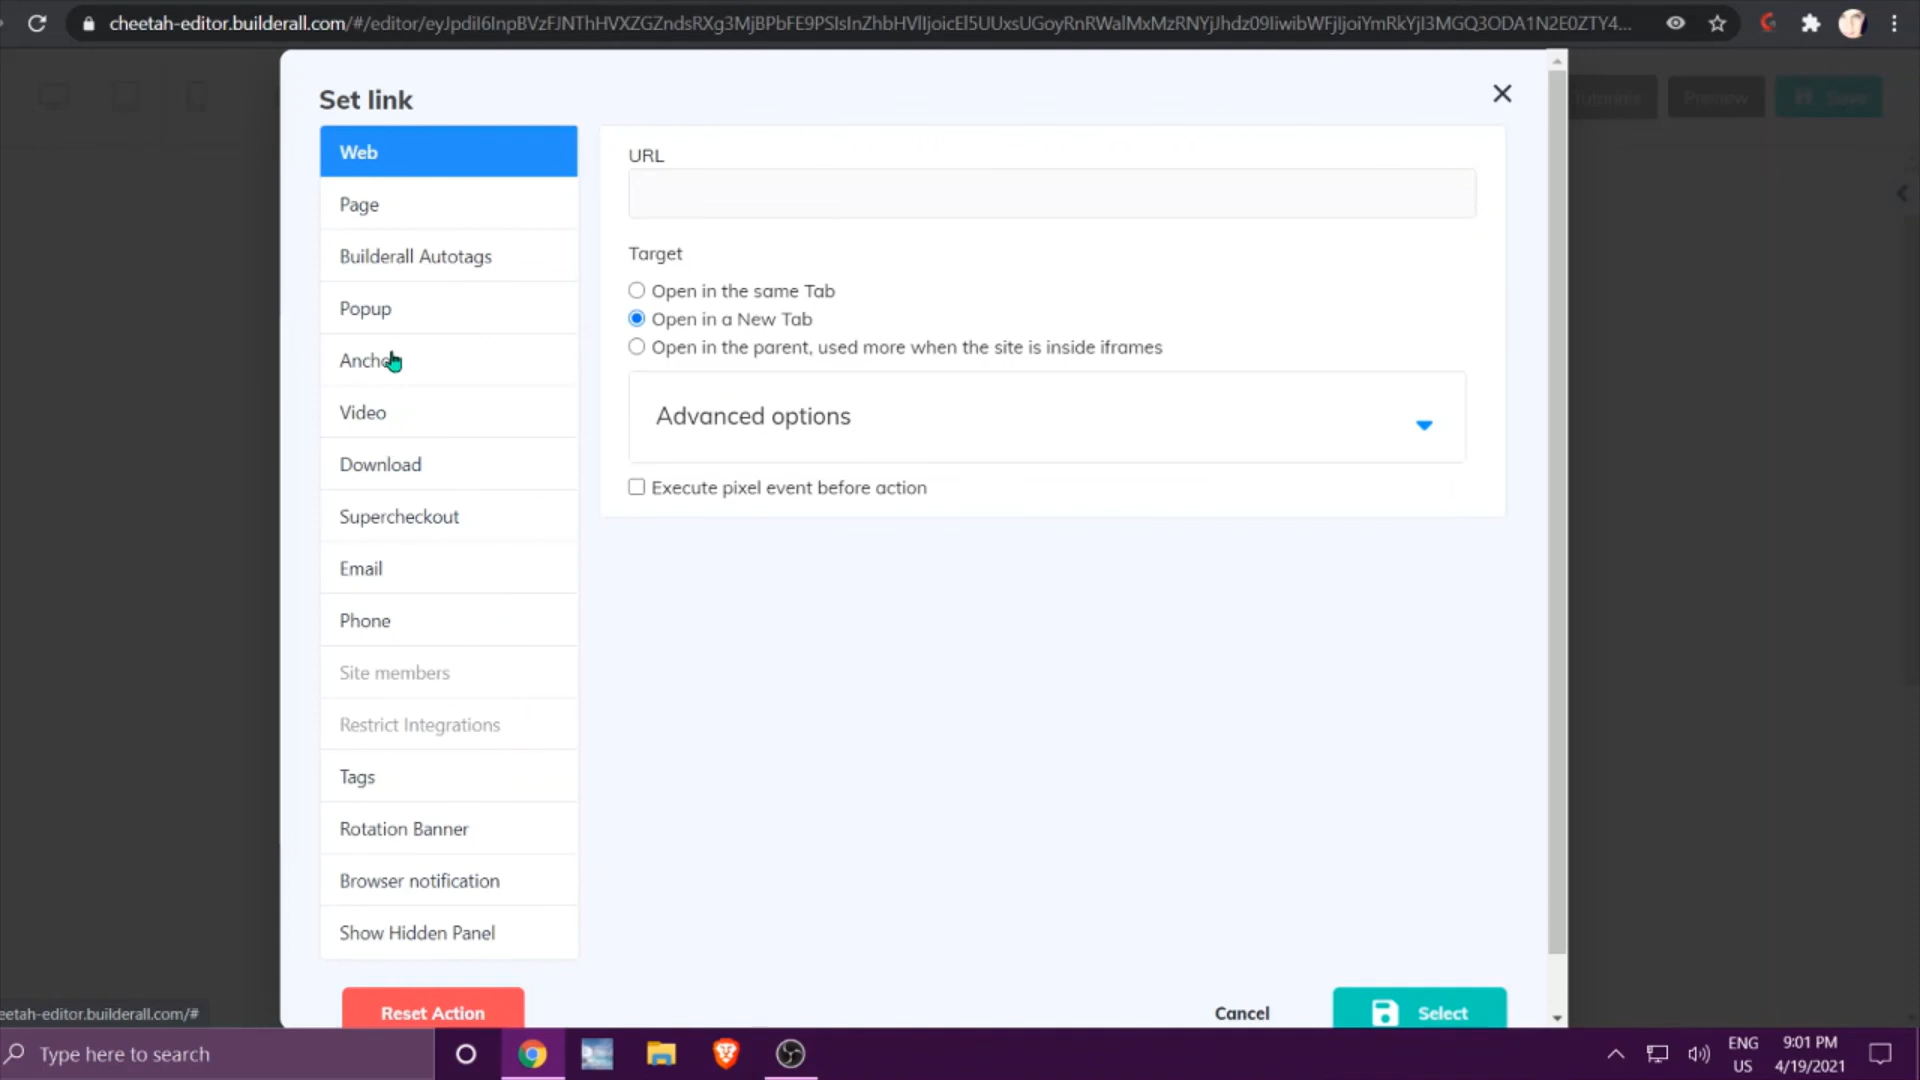 cheetah-editor.builderall.com
Tutorials
Preview
Save
Set link
Web
Page
Builderall Autotags
Popup
Video
Download
Supercheckout
Email
Phone
Site members
Restrict Integrations
Tags
Rotation Banner
Browser notification
Show Hidden Panel
URL
Target
Open in the same Tab
Open in a New Tab
Open in the parent, used more when the site is inside iframes
Advanced options
Execute pixel event before action
Reset Action
Cancel
Select
eetah-editor.builderall.com/#
Type here to search
ENG
US
9:01 PM
4/19/2021